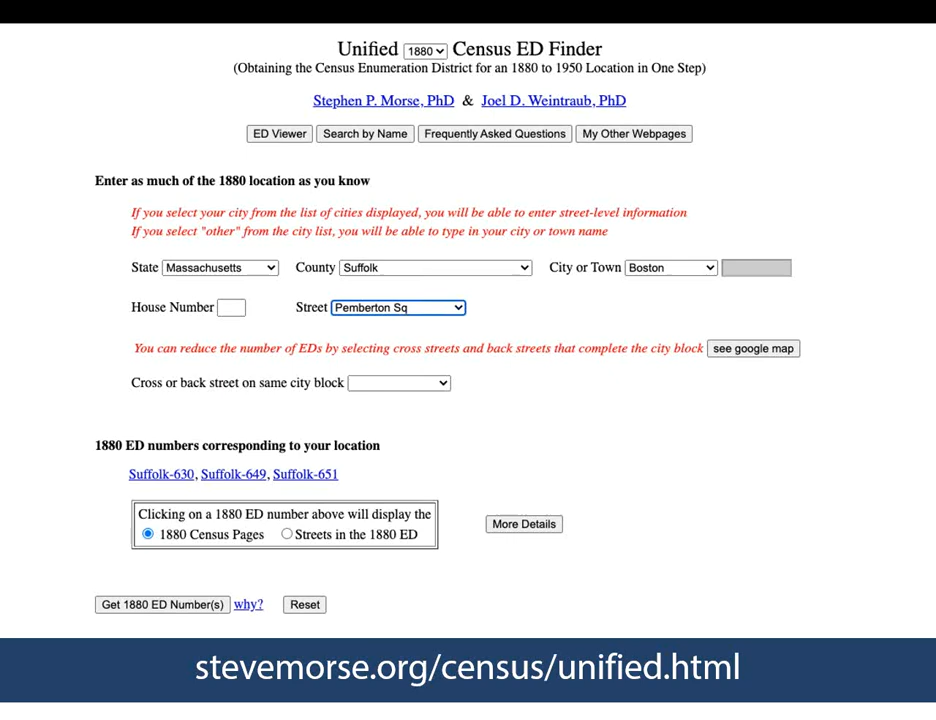 Unified 1880 Census ED Finder
(Obtaining the Census Enumeration District for an 1880 to 1950 Location in One Step)
Stephen P. Morse, PhD & Joel D. Weintraub, PhD
ED Viewer Search by Name Frequently Asked Questions My Other Webpages
Enter as much of the 1880 location as you know
If you select your city from the list of cities displayed, you will be able to enter street-level information
If you select "other" from the city list, you will be able to type in your city or town name
State Massachusetts County Suffolk City or Town Boston
House Number Street Pemberton Sq
You can reduce the number of EDs by selecting cross streets and back streets that complete the city block see google map
Cross or back street on same city block
1880 ED numbers corresponding to your location
Suffolk-630, Suffolk-649, Suffolk-651
Clicking on a 1880 ED number above will display the
1880 Census Pages Streets in the 1880 ED
More Details
Get 1880 ED Number(s) why? Reset
stevemorse.org/census/unified.html